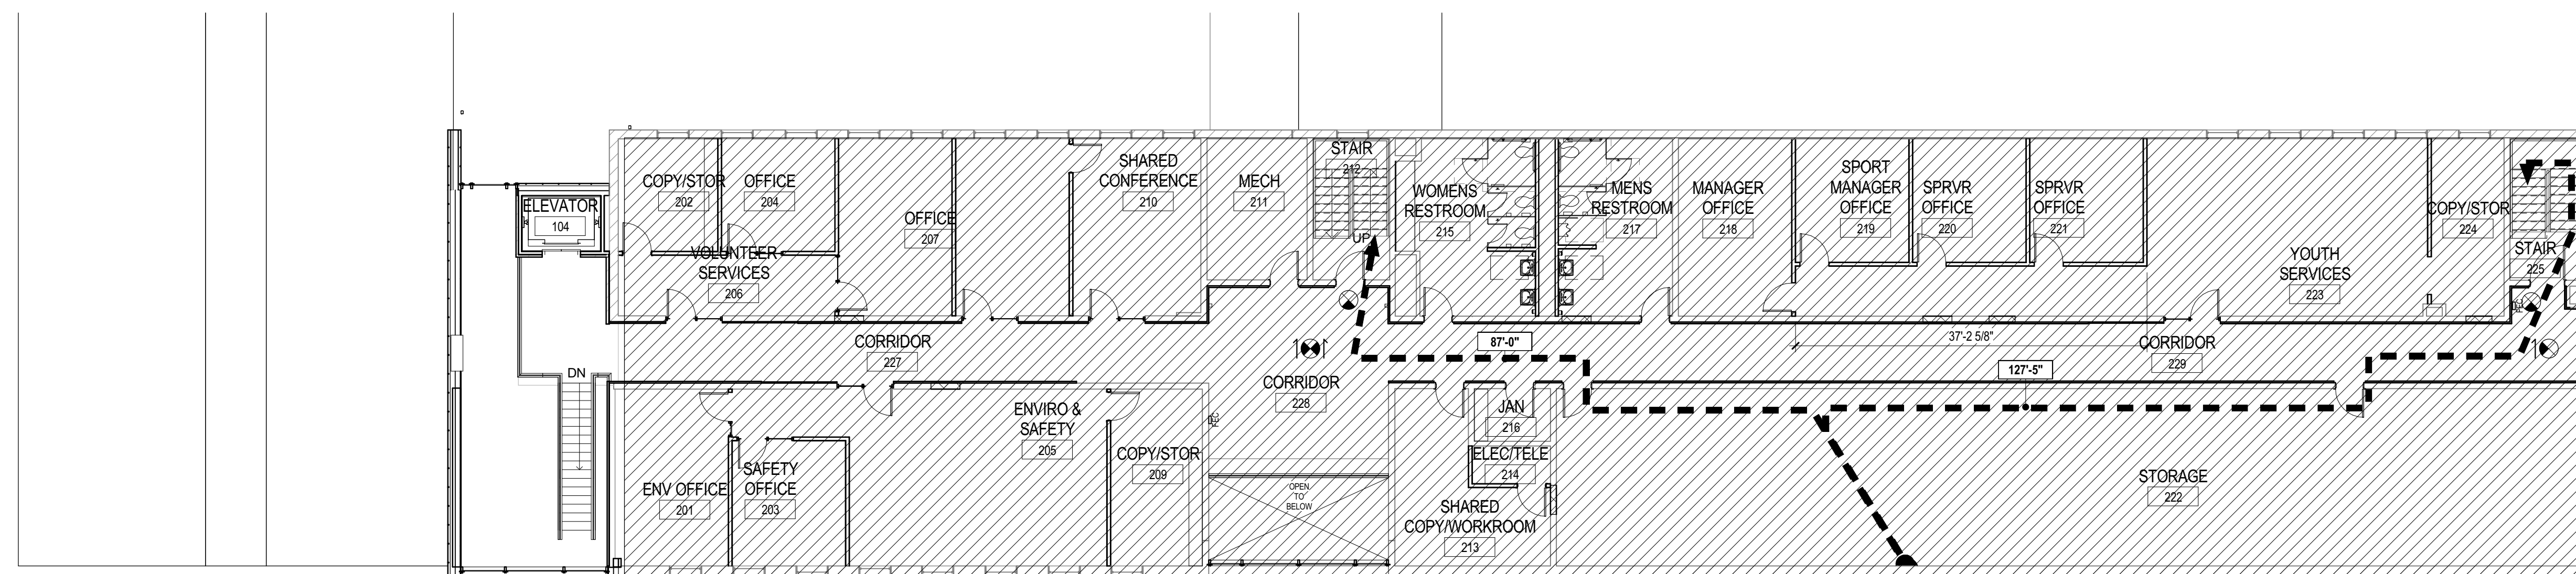 COPY/STOR
202
OFFICE
204
ELEVATOR
104
VOLUNTEER
SERVICES
206
OFFICE
207
SHARED
CONFERENCE
210
MECH
211
STAIR
212
UP
WOMENS
RESTROOM
215
MENS
RESTROOM
217
MANAGER
OFFICE
218
SPORT
MANAGER
OFFICE
219
SPRVR
OFFICE
220
SPRVR
OFFICE
221
YOUTH
SERVICES
223
COPY/STOR
224
STAIR
225
DN
CORRIDOR
227
CORRIDOR
228
87'-0"
37'-2 5/8"
127'-5"
CORRIDOR
229
ENV OFFICE
201
SAFETY
OFFICE
203
ENVIRO &
SAFETY
205
COPY/STOR
209
FEC
OPEN
TO
BELOW
JAN
216
ELEC/TELE
214
SHARED
COPY/WORKROOM
213
STORAGE
222